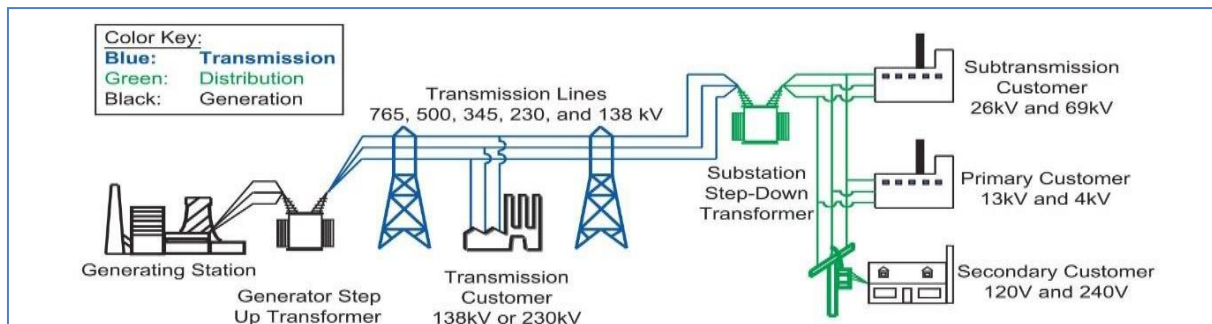 Color Key:
Blue: Transmission
Green: Distribution
Black: Generation
Transmission Lines
765, 500, 345, 230, and 138 kV
Subtransmission
Customer
26kV and 69kV
Substation
Step-Down
Transformer
Primary Customer
13kV and 4kV
Secondary Customer
120V and 240V
Generating Station
Generator Step
Up Transformer
Transmission
Customer
138kV or 230kV